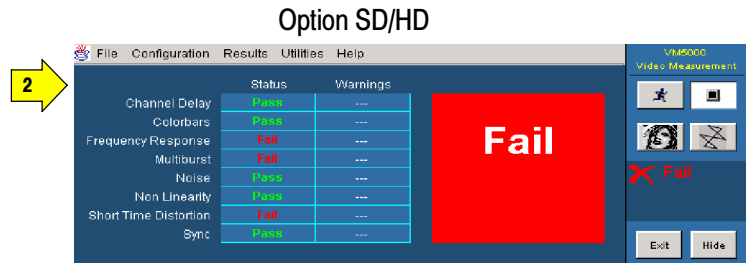 Option SD/HD
File Configuration Results Utilities Help
VM5000
Video Measurement
2
Status Warnings
Channel Delay Pass ---
Colorbars Pass ---
Frequency Response Fail ---
Multiburst Fail ---
Noise Pass ---
Non Linearity Pass ---
Short Time Distortion Fail ---
Sync Pass ---
Fail
Fail
Exit Hide